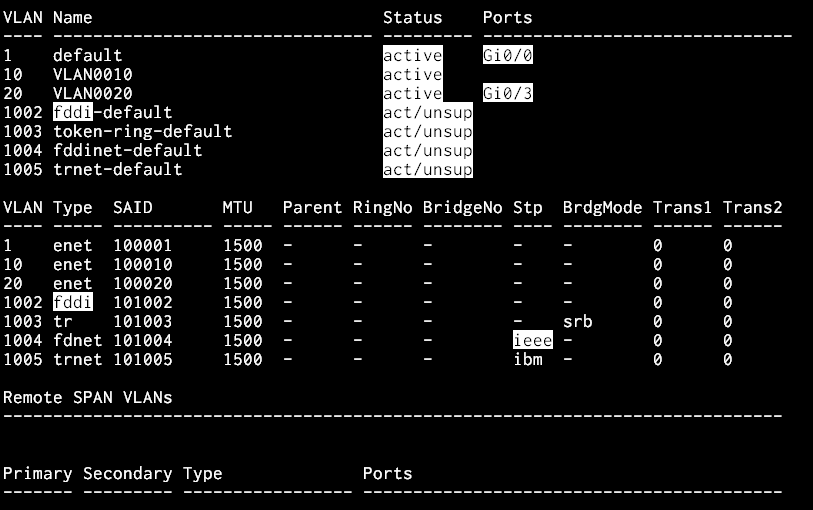 VLAN Name                             Status    Ports
---- -------------------------------- --------- -------------------------------
1    default                          active    Gi0/0
10   VLAN0010                         active
20   VLAN0020                         active    Gi0/3
1002 fddi-default                     act/unsup
1003 token-ring-default               act/unsup
1004 fddinet-default                  act/unsup
1005 trnet-default                    act/unsup
VLAN Type  SAID       MTU   Parent RingNo BridgeNo Stp  BrdgMode Trans1 Trans2
---- ----- ---------- ----- ------ ------ -------- ---- -------- ------ ------
1    enet  100001     1500  -      -      -        -    -        0      0
10   enet  100010     1500  -      -      -        -    -        0      0
20   enet  100020     1500  -      -      -        -    -        0      0
1002 fddi  101002     1500  -      -      -        -    -        0      0
1003 tr    101003     1500  -      -      -        -    srb      0      0
1004 fdnet 101004     1500  -      -      -        ieee -        0      0
1005 trnet 101005     1500  -      -      -        ibm  -        0      0
Remote SPAN VLANs
------------------------------------------------------------------------------
Primary Secondary Type              Ports
------- --------- ----------------- ------------------------------------------